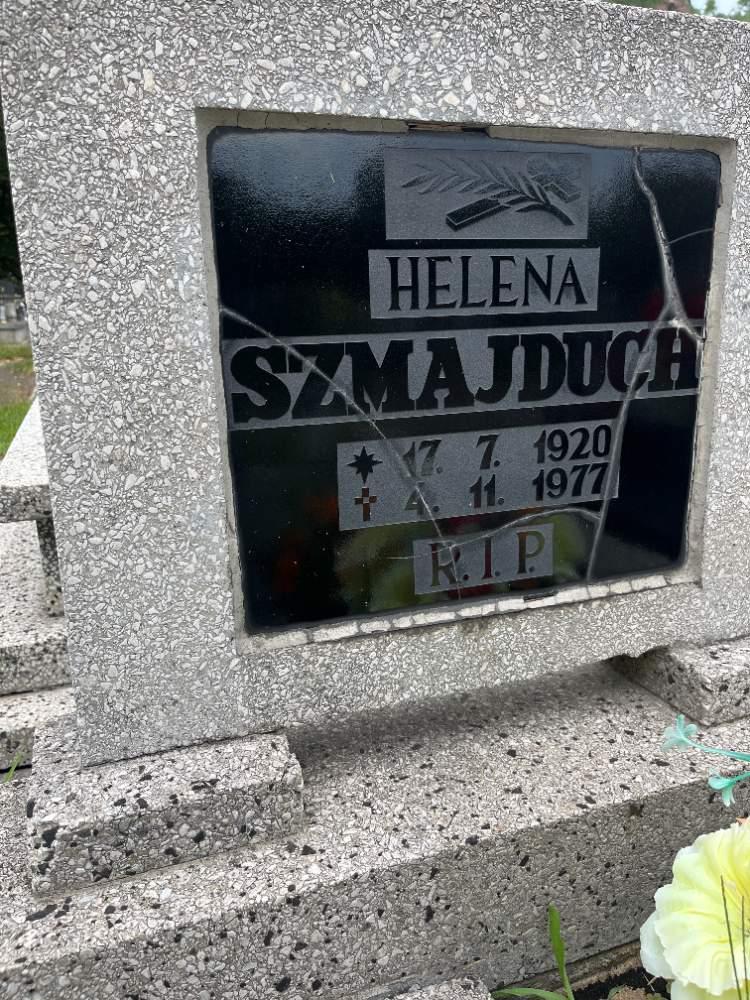 HELENA
SZMAJDUCH
17. 7. 1920
4. 11. 1977
R. I. P.